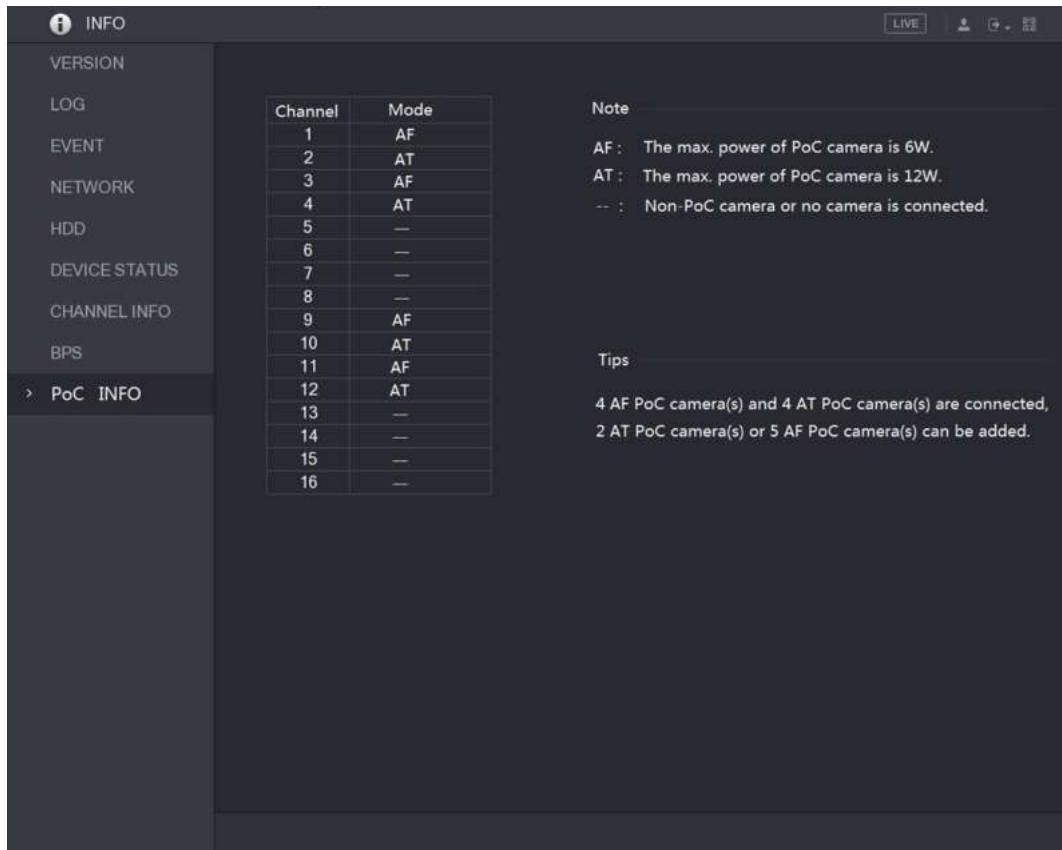 INFO
LIVE
VERSION
LOG
EVENT
NETWORK
HDD
DEVICE STATUS
CHANNEL INFO
BPS
> PoC INFO
Channel Mode
1 AF
2 AT
3 AF
4 AT
5 —
6 —
7 —
8 —
9 AF
10 AT
11 AF
12 AT
13 —
14 —
15 —
16 —
Note
AF : The max. power of PoC camera is 6W.
AT : The max. power of PoC camera is 12W.
-- : Non-PoC camera or no camera is connected.
Tips
4 AF PoC camera(s) and 4 AT PoC camera(s) are connected,
2 AT PoC camera(s) or 5 AF PoC camera(s) can be added.